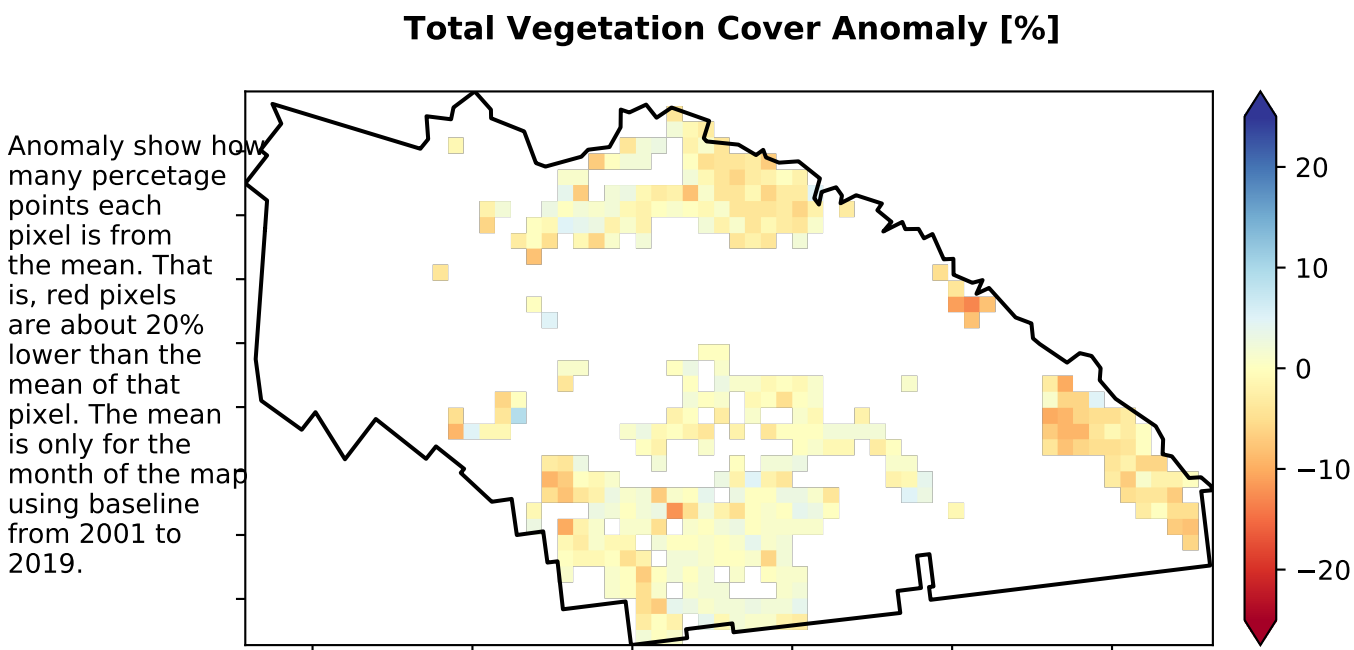 Total Vegetation Cover Anomaly [%]
Anomaly show how
many percetage
points each
pixel is from
the mean. That
is, red pixels
are about 20%
lower than the
mean of that
pixel. The mean
is only for the
month of the map
using baseline
from 2001 to
2019.
20
10
0
−10
−20